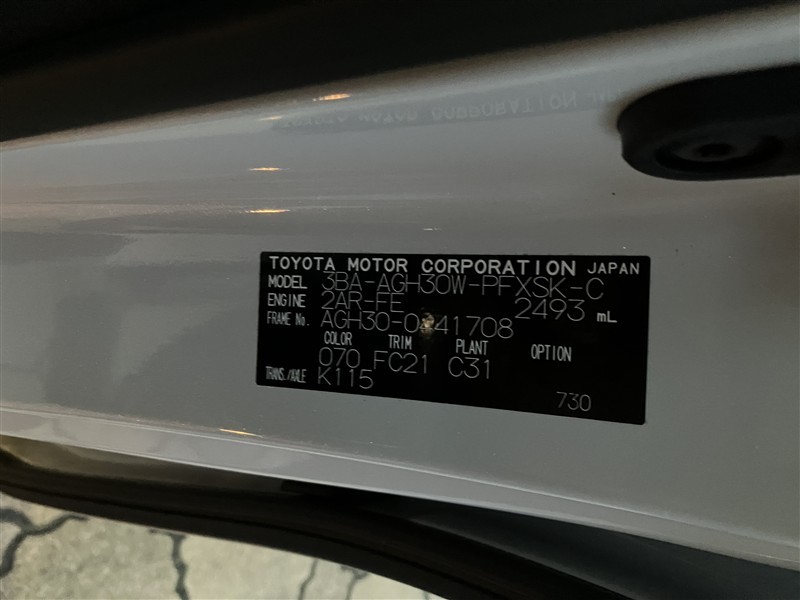 TOYOTA MOTOR CORPORATION JAPAN
MODEL 3BA-AGH30W-PFXSK-C
ENGINE 2AR-FE 2493 mL
FRAME No.
COLOR TRIM PLANT OPTION
070 FC21 C31
TRANS./AXLE K115
730